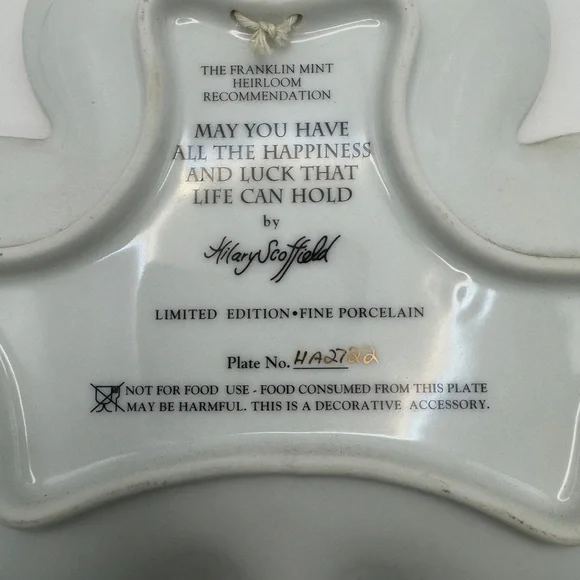 THE FRANKLIN MINT
HEIRLOOM
RECOMMENDATION
MAY YOU HAVE
ALL THE HAPPINESS
AND LUCK THAT
LIFE CAN HOLD
by
Hilary Scoffield
LIMITED EDITION•FINE PORCELAIN
Plate No. HA2722
NOT FOR FOOD USE - FOOD CONSUMED FROM THIS PLATE
MAY BE HARMFUL. THIS IS A DECORATIVE ACCESSORY.